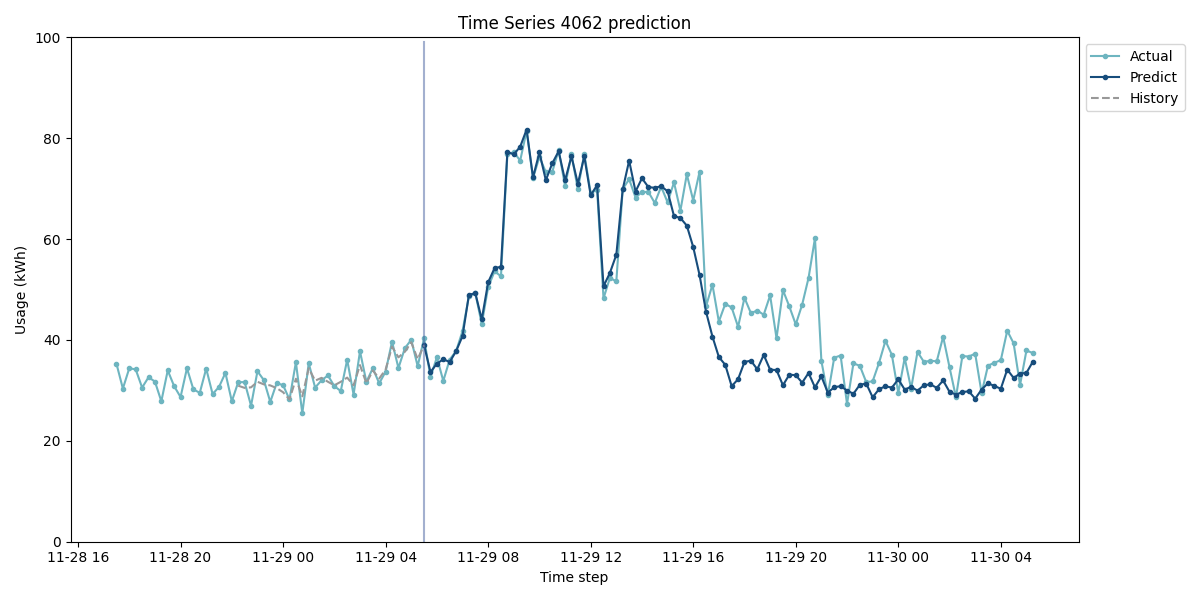 Time Series 4062 prediction
100
80
60
40
20
0
Usage (kWh)
11-28 16
11-28 20
11-29 00
11-29 04
11-29 08
11-29 12
11-29 16
11-29 20
11-30 00
11-30 04
Time step
Actual
Predict
History